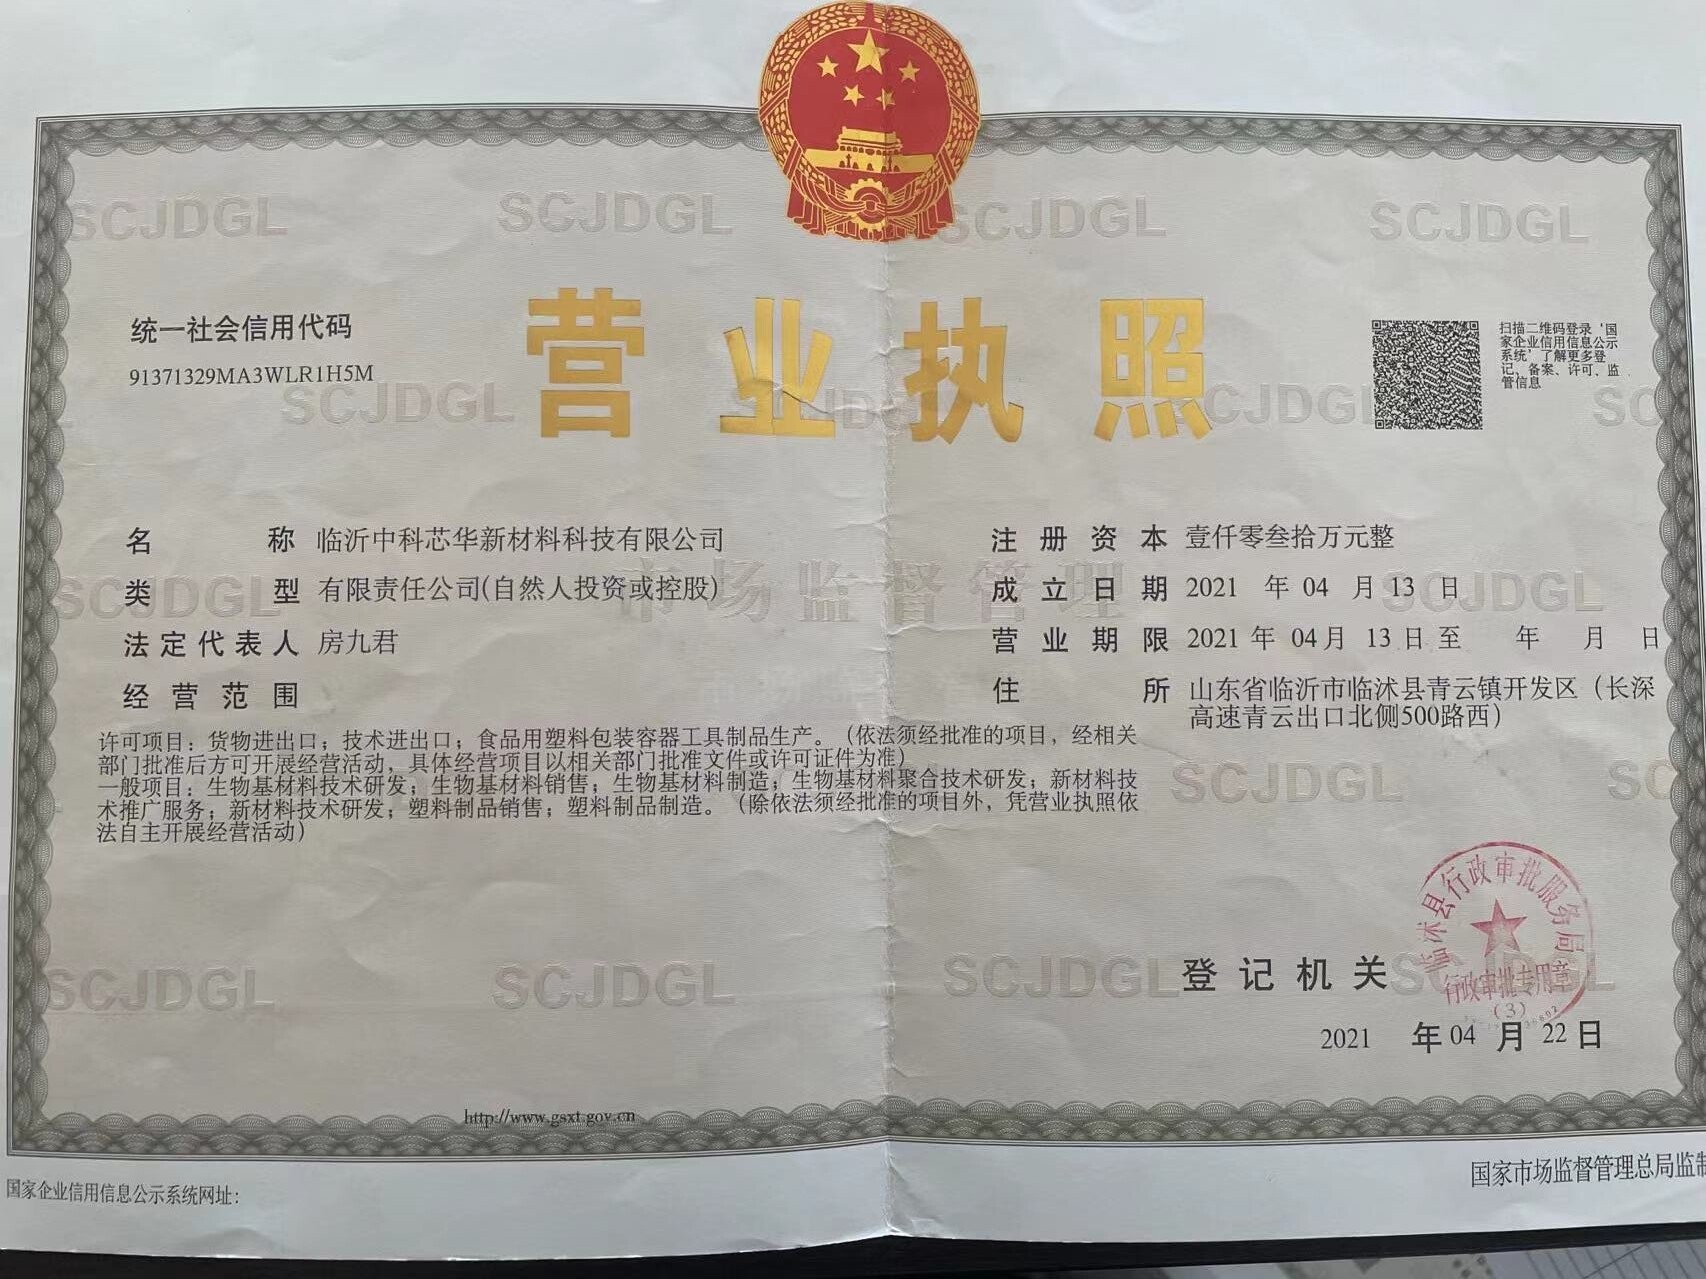 营业执照
统一社会信用代码
91371329MA3WLR1H5M
扫描二维码登录'国
家企业信用信息公示
系统'了解更多登
记、备案、许可、监
管信息
名 称 临沂中科芯华新材料科技有限公司
类 型 有限责任公司(自然人投资或控股)
法定代表人 房九君
经营范围
许可项目：货物进出口；技术进出口；食品用塑料包装容器工具制品生产。（依法须经批准的项目，经相关
部门批准后方可开展经营活动，具体经营项目以相关部门批准文件或许可证件为准）
一般项目：生物基材料技术研发；生物基材料销售；生物基材料制造；生物基材料聚合技术研发；新材料技
术推广服务；新材料技术研发；塑料制品销售；塑料制品制造。（除依法须经批准的项目外，凭营业执照依
法自主开展经营活动）
注册资本 壹仟零叁拾万元整
成立日期 2021 年 04 月 13 日
营业期限 2021 年 04 月 13 日 至 年 月 日
住 所 山东省临沂市临沭县青云镇开发区（长深
高速青云出口北侧500路西）
登记机关
临沭县行政审批服务局
行政审批专用章
(3)
2021 年 04 月 22 日
http://www.gsxt.gov.cn
国家企业信用信息公示系统网址：
国家市场监督管理总局监制
SCJDGL
市场监督管理